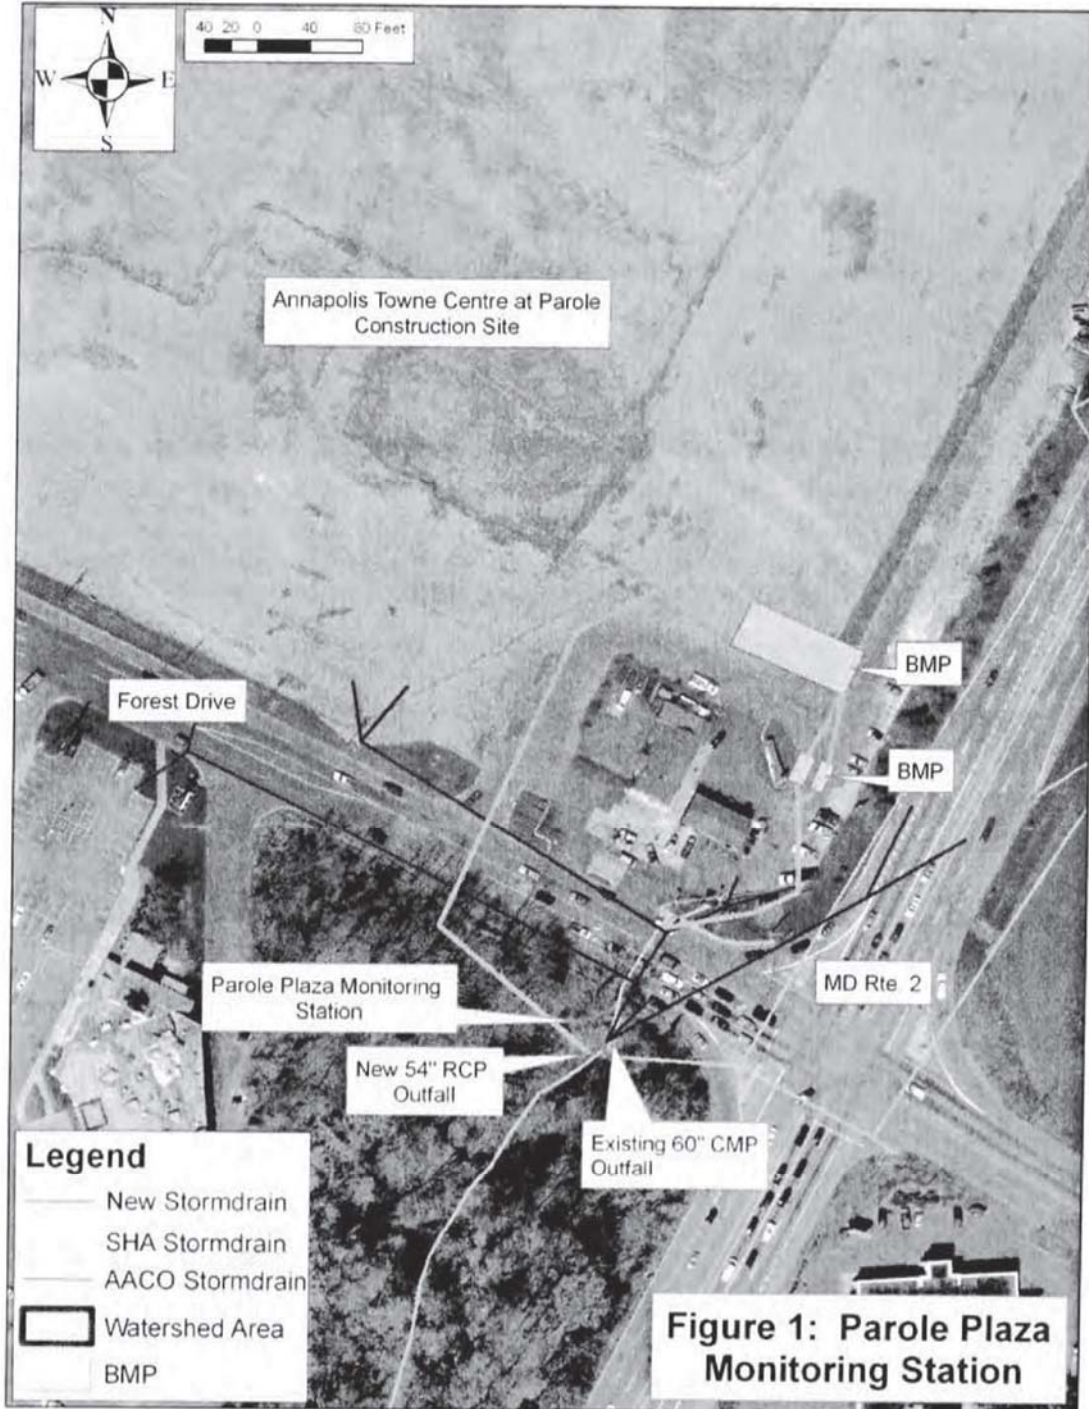 N
W E
S
40 20 0 40 80 Feet
Annapolis Towne Centre at Parole
Construction Site
BMP
Forest Drive
BMP
Parole Plaza Monitoring
Station
MD Rte. 2
New 54" RCP
Outfall
Existing 60" CMP
Outfall
Legend
New Stormdrain
SHA Stormdrain
AACO Stormdrain
Watershed Area
BMP
Figure 1: Parole Plaza
Monitoring Station